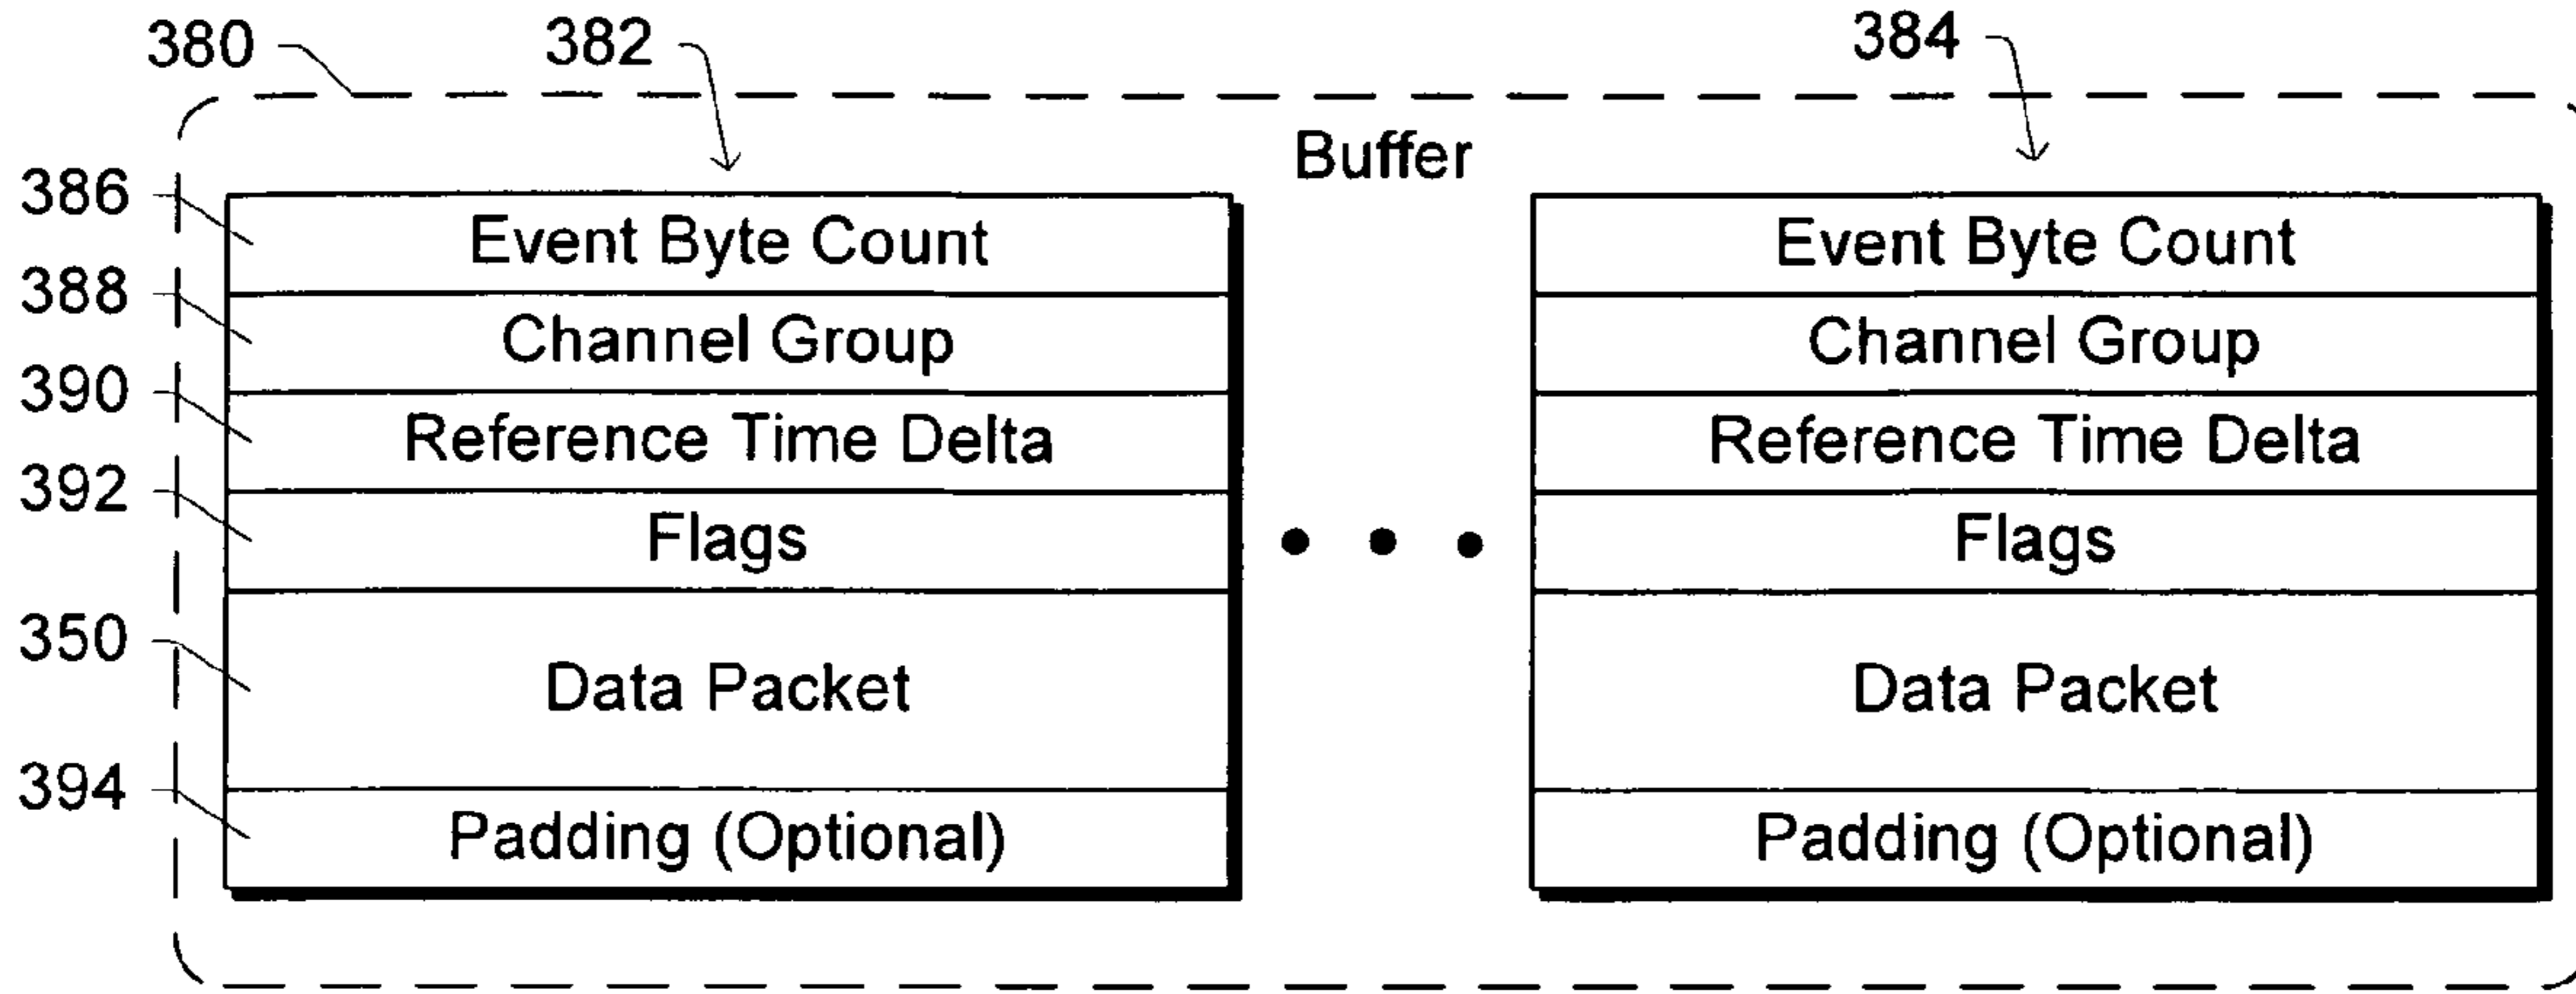 380 382 384
Buffer
386 Event Byte Count Event Byte Count
388 Channel Group Channel Group
390 Reference Time Delta Reference Time Delta
392 Flags Flags
350 Data Packet Data Packet
394 Padding (Optional) Padding (Optional)